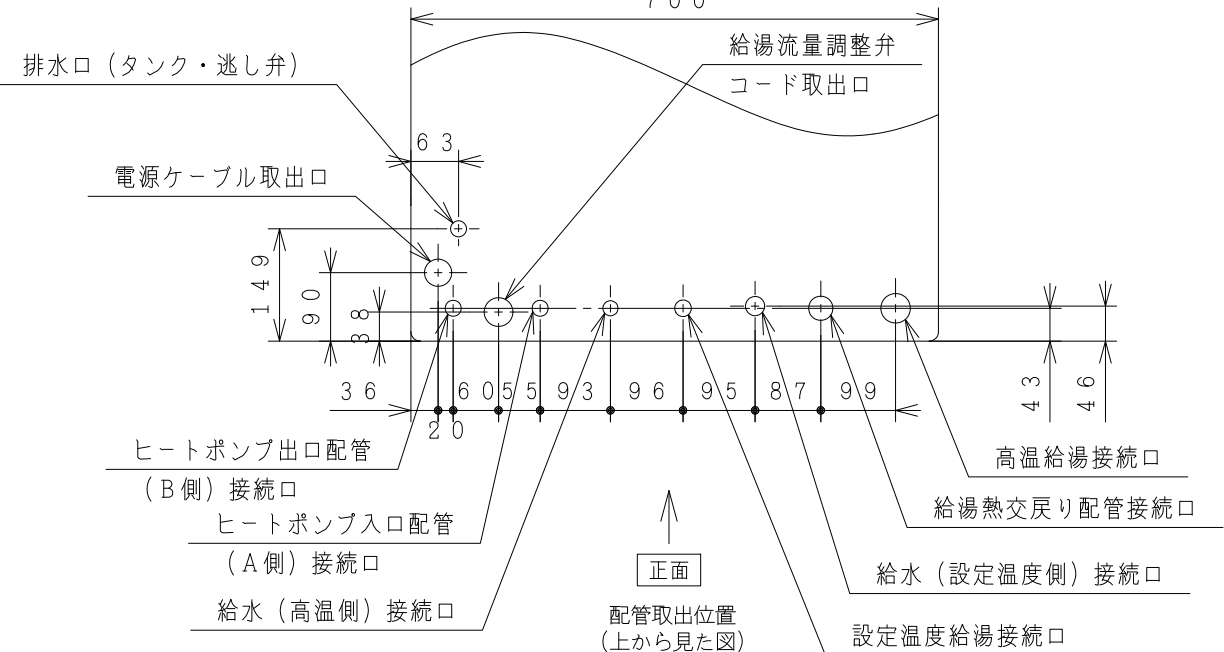 700
給湯流量調整弁
コード取出口
排水口（タンク・逃し弁）
63
電源ケーブル取出口
149
90
38
36
20
60
55
93
96
95
87
99
43
46
ヒートポンプ出口配管
（B側）接続口
高温給湯接続口
ヒートポンプ入口配管
（A側）接続口
給湯熱交戻り配管接続口
正面
給水（設定温度側）接続口
給水（高温側）接続口
配管取出位置
（上から見た図）
設定温度給湯接続口